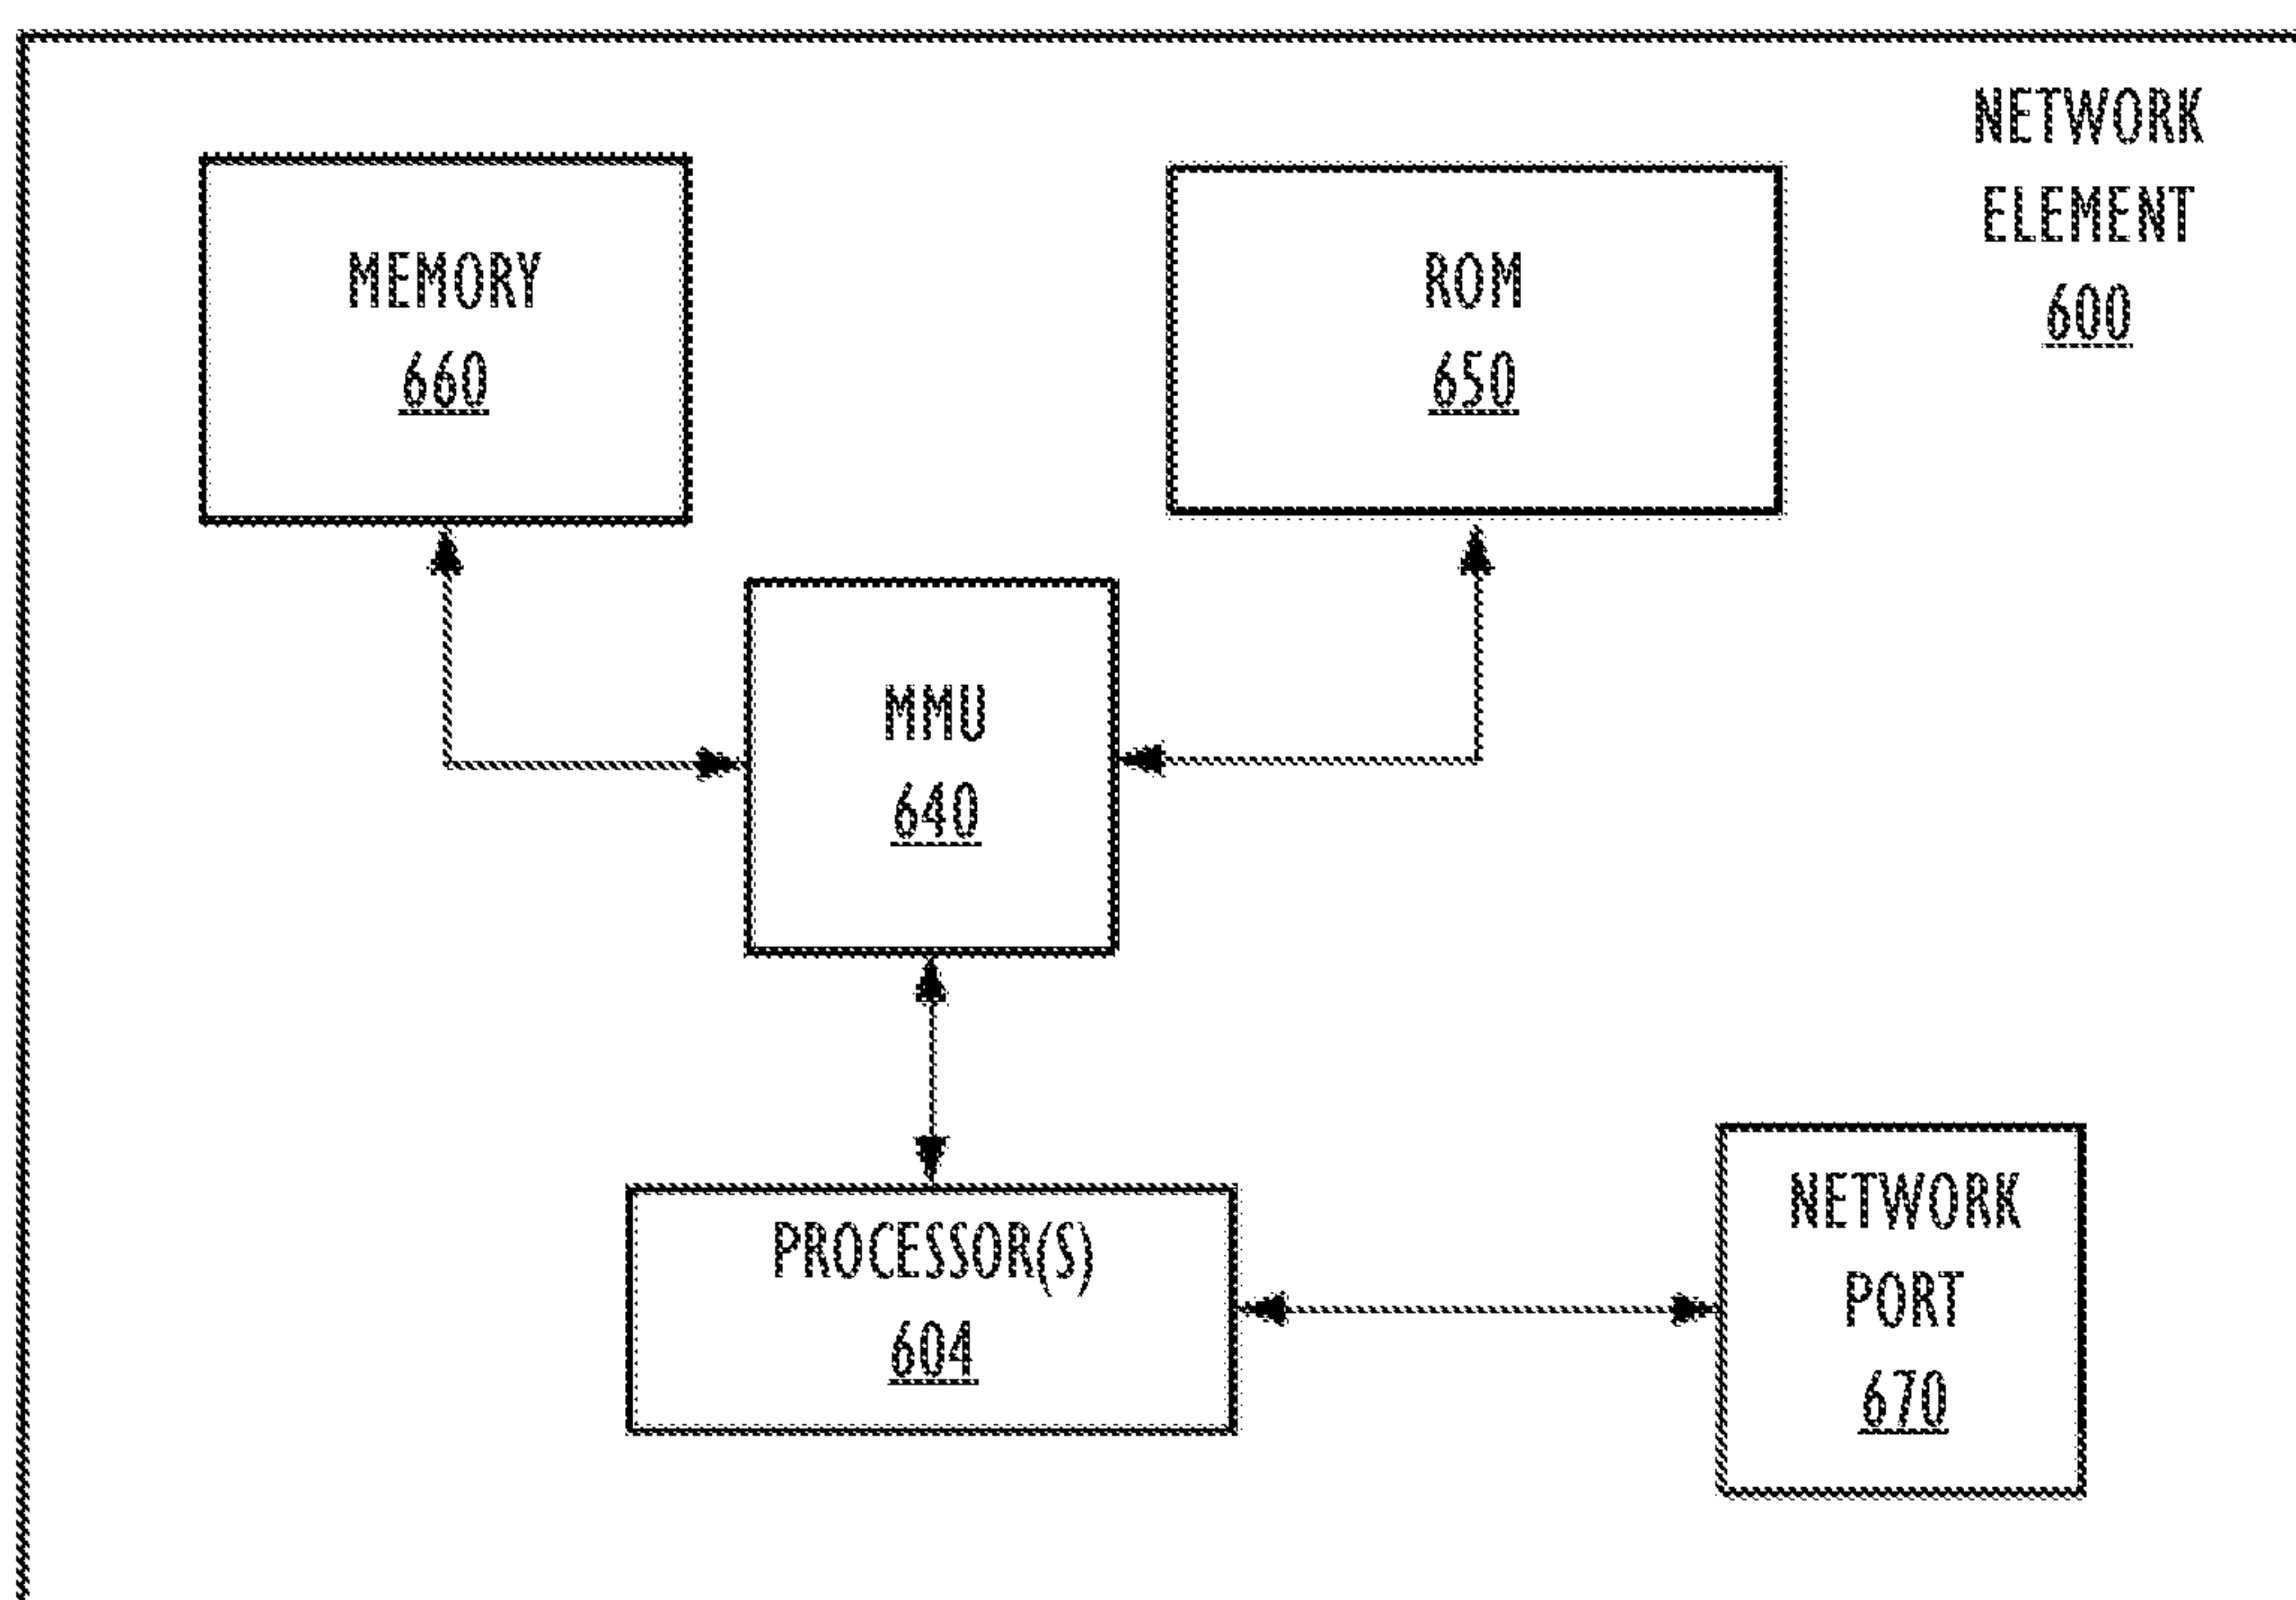 NETWORK
ELEMENT
600
MEMORY
660
ROM
650
MMU
640
PROCESSOR(S)
604
NETWORK
PORT
670